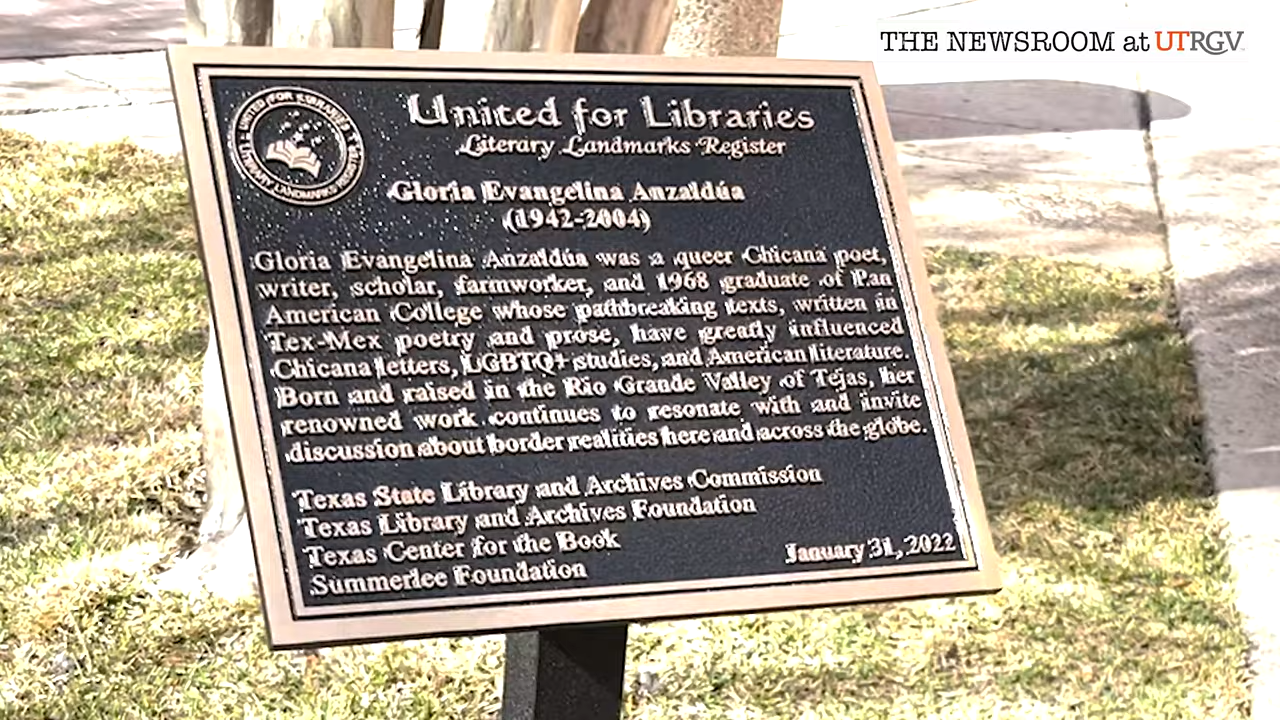 THE NEWSROOM at UTRGV
UNITED FOR LIBRARIES
LITERARY LANDMARKS
United for Libraries
Literary Landmarks Register
Gloria Evangelina Anzaldúa
(1942-2004)
Gloria Evangelina Anzaldúa was a queer Chicana poet,
writer, scholar, farmworker, and 1968 graduate of Pan
American College whose pathbreaking texts, written in
Tex-Mex poetry and prose, have greatly influenced
Chicana letters, LGBTQ+ studies, and American literature.
Born and raised in the Rio Grande Valley of Tejas, her
renowned work continues to resonate with and invite
discussion about border realities here and across the globe.
Texas State Library and Archives Commission
Texas Library and Archives Foundation
Texas Center for the Book
Summerlee Foundation
January 31, 2022